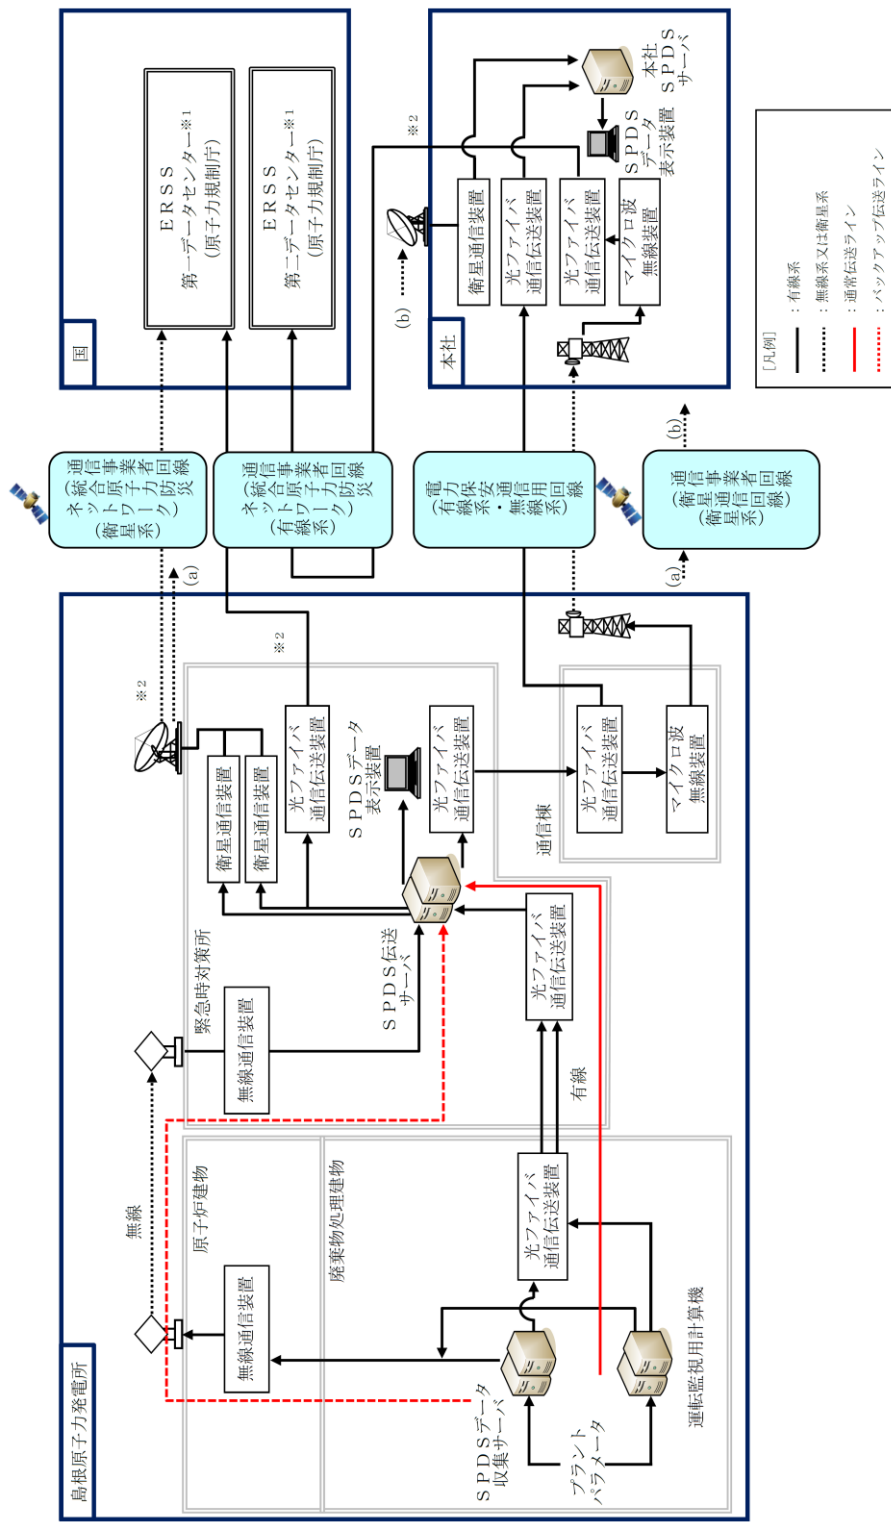 島根原子力発電所
無線
原子炉建物
無線通信装置
廃棄物処理建物
SPDSデータ
収集サーバ
プラント
パラメータ
運転監視用計算機
光ファイバ
通信伝送装置
有線
緊急時対策所
無線通信装置
SPDS伝送
サーバ
光ファイバ
通信伝送装置
※2
衛星通信装置
衛星通信装置
光ファイバ
通信伝送装置
SPDSデータ
表示装置
光ファイバ
通信伝送装置
※2
(a)
通信棟
光ファイバ
通信伝送装置
マイクロ波
無線装置
通信事業者回線
(統合原子力防災
ネットワーク)
(衛星系)
通信事業者回線
(統合原子力防災
ネットワーク)
(有線系)
電力保安通信用回線
(有線系・無線系)
(a)
通信事業者回線
(衛星通信回線)
(衛星系)
(b)
国
ERSS
第一データセンター※1
(原子力規制庁)
ERSS
第二データセンター※1
(原子力規制庁)
本社
(b)
※2
衛星通信装置
光ファイバ
通信伝送装置
光ファイバ
通信伝送装置
マイクロ波
無線装置
本社
SPDS
サーバ
SPDS
データ
表示装置
[凡例]
:有線系
:無線系又は衛星系
:通常伝送ライン
:バックアップ伝送ライン